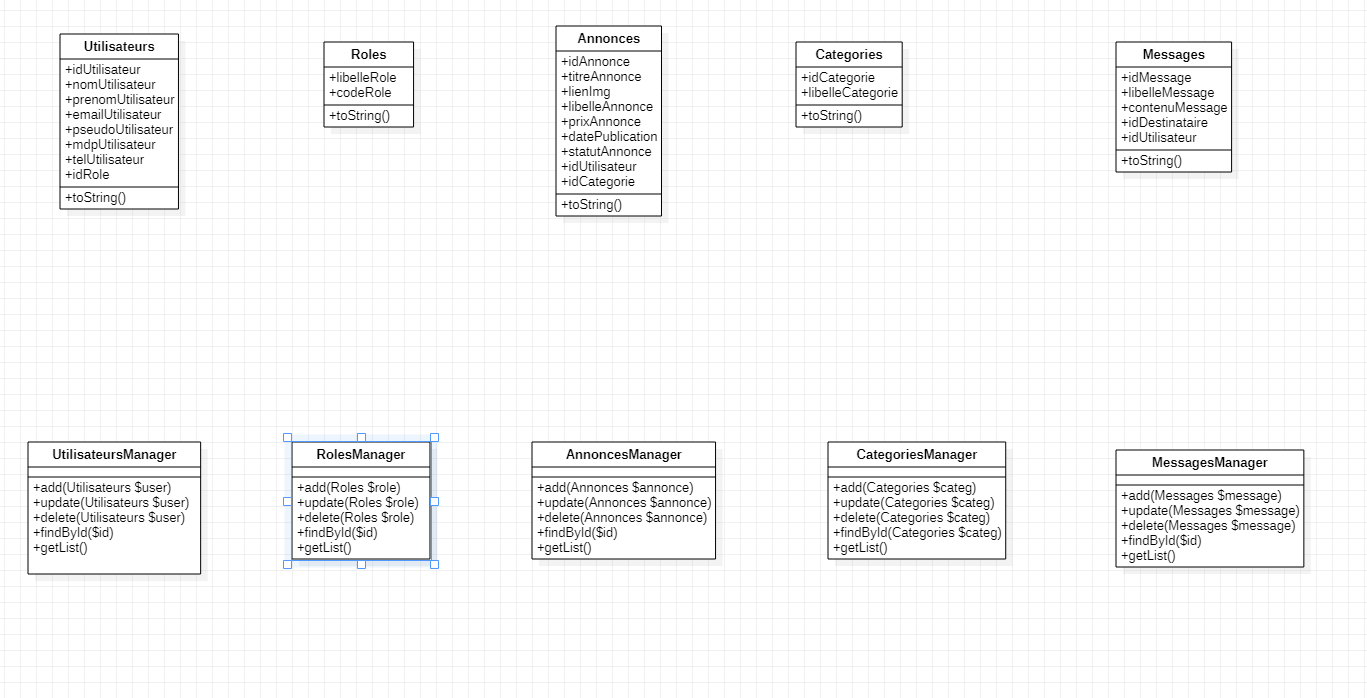 Utilisateurs
+idUtilisateur
+nomUtilisateur
+prenomUtilisateur
+emailUtilisateur
+pseudoUtilisateur
+mdpUtilisateur
+telUtilisateur
+idRole
+toString()
Roles
+libelleRole
+codeRole
+toString()
Annonces
+idAnnonce
+titreAnnonce
+lienImg
+libelleAnnonce
+prixAnnonce
+datePublication
+statutAnnonce
+idUtilisateur
+idCategorie
+toString()
Categories
+idCategorie
+libelleCategorie
+toString()
Messages
+idMessage
+libelleMessage
+contenuMessage
+idDestinataire
+idUtilisateur
+toString()
UtilisateursManager
+add(Utilisateurs $user)
+update(Utilisateurs $user)
+delete(Utilisateurs $user)
+findById($id)
+getList()
RolesManager
+add(Roles $role)
+update(Roles $role)
+delete(Roles $role)
+findById($id)
+getList()
AnnoncesManager
+add(Annonces $annonce)
+update(Annonces $annonce)
+delete(Annonces $annonce)
+findById($id)
+getList()
CategoriesManager
+add(Categories $categ)
+update(Categories $categ)
+delete(Categories $categ)
+findById(Categories $categ)
+getList()
MessagesManager
+add(Messages $message)
+update(Messages $message)
+delete(Messages $message)
+findById($id)
+getList()